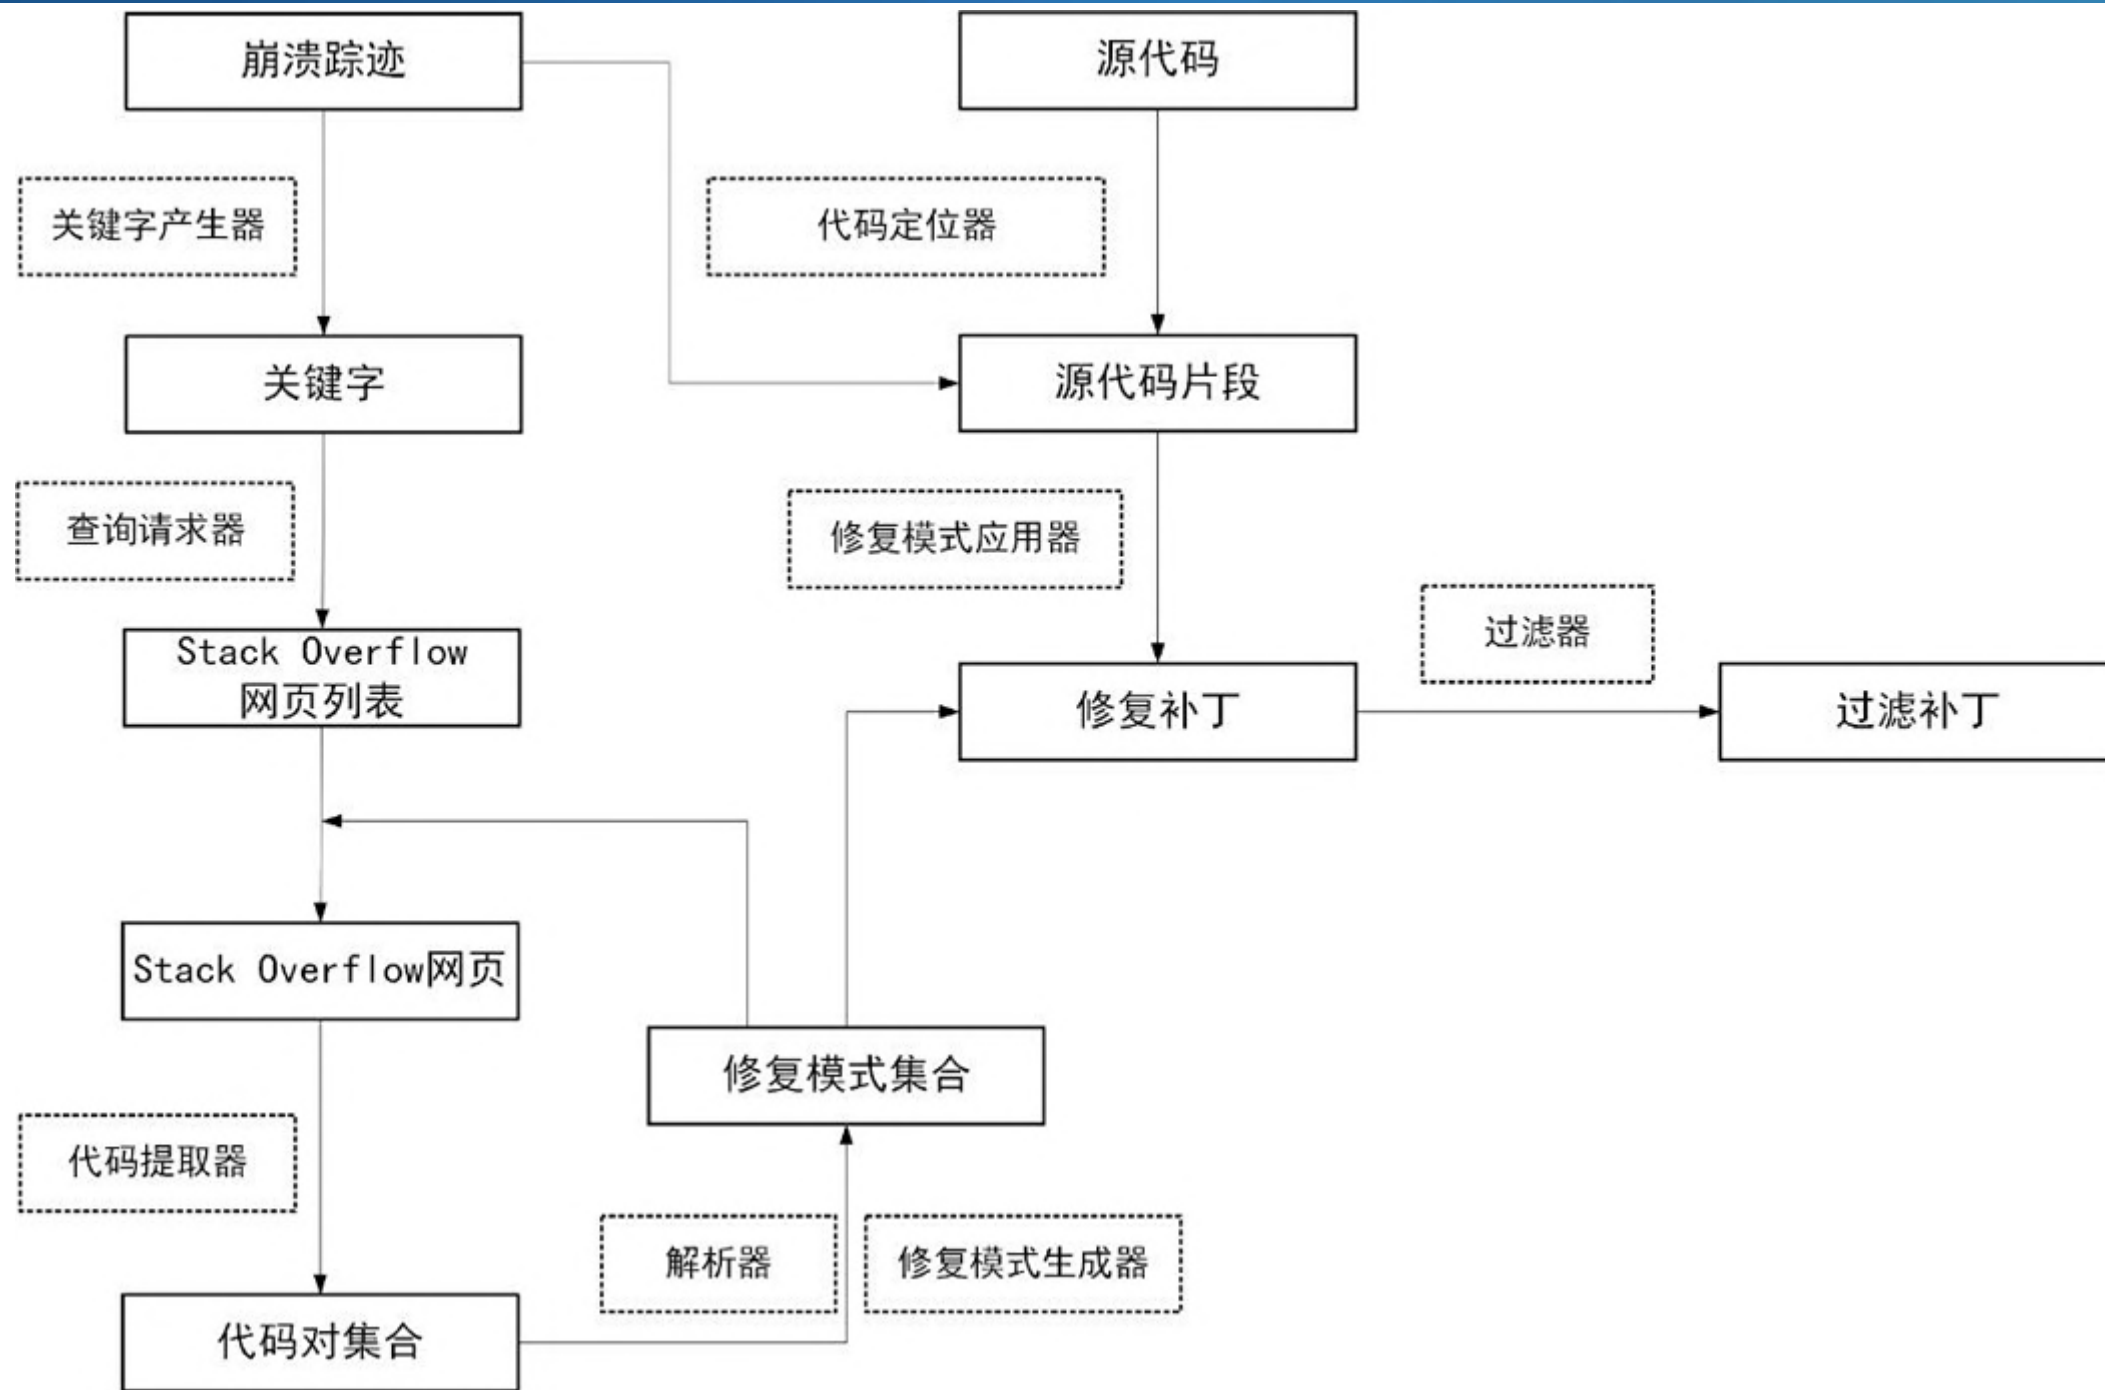 崩溃踪迹
源代码
关键字产生器
代码定位器
关键字
源代码片段
查询请求器
修复模式应用器
过滤器
Stack Overflow
网页列表
修复补丁
过滤补丁
Stack Overflow网页
修复模式集合
代码提取器
解析器
修复模式生成器
代码对集合